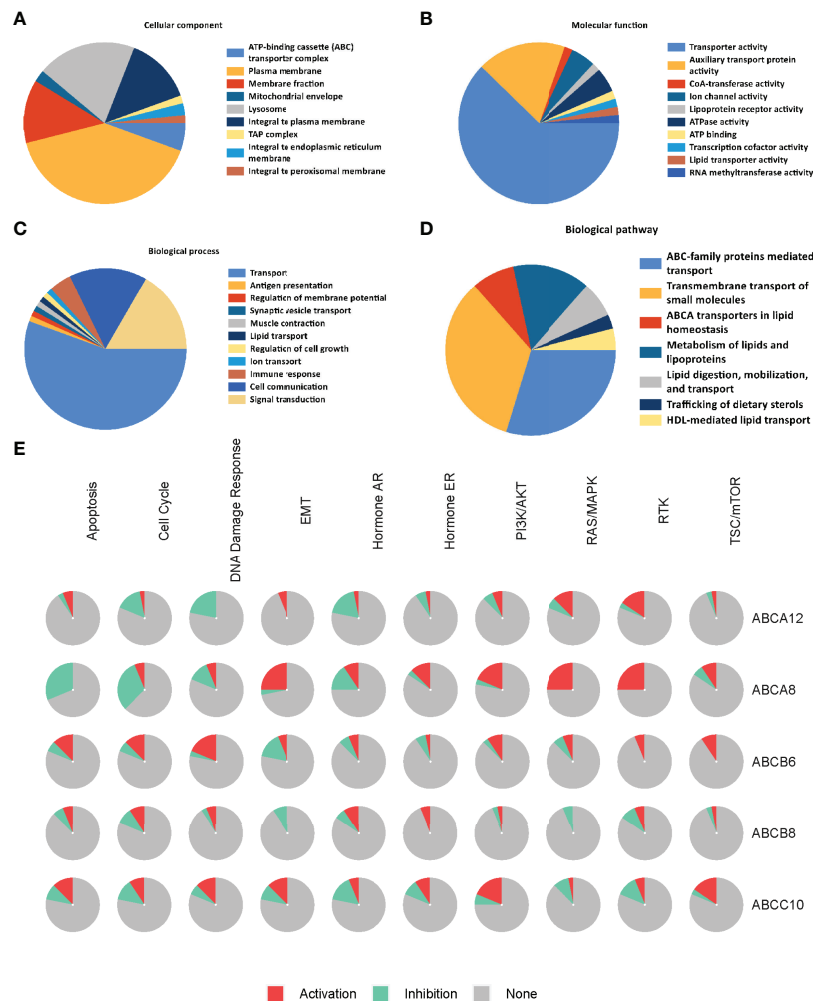 A
Cellular component
ATP-binding cassette (ABC)
transporter complex
Plasma membrane
Membrane fraction
Mitochondrial envelope
Lysosome
Integral to plasma membrane
TAP complex
Integral to endoplasmic reticulum
membrane
Integral to peroxisomal membrane
B
Molecular function
Transporter activity
Auxiliary transport protein
activity
CoA-transferase activity
Ion channel activity
Lipoprotein receptor activity
ATPase activity
ATP binding
Transcription cofactor activity
Lipid transporter activity
RNA methyltransferase activity
C
Biological process
Transport
Antigen presentation
Regulation of membrane potential
Synaptic vesicle transport
Muscle contraction
Lipid transport
Regulation of cell growth
Ion transport
Immune response
Cell communication
Signal transduction
D
Biological pathway
ABC-family proteins mediated
transport
Transmembrane transport of
small molecules
ABCA transporters in lipid
homeostasis
Metabolism of lipids and
lipoproteins
Lipid digestion, mobilization,
and transport
Trafficking of dietary sterols
HDL-mediated lipid transport
E
Apoptosis
Cell Cycle
DNA Damage Response
EMT
Hormone AR
Hormone ER
PI3K/AKT
RAS/MAPK
RTK
TSC/mTOR
ABCA12
ABCA8
ABCB6
ABCB8
ABCC10
Activation
Inhibition
None